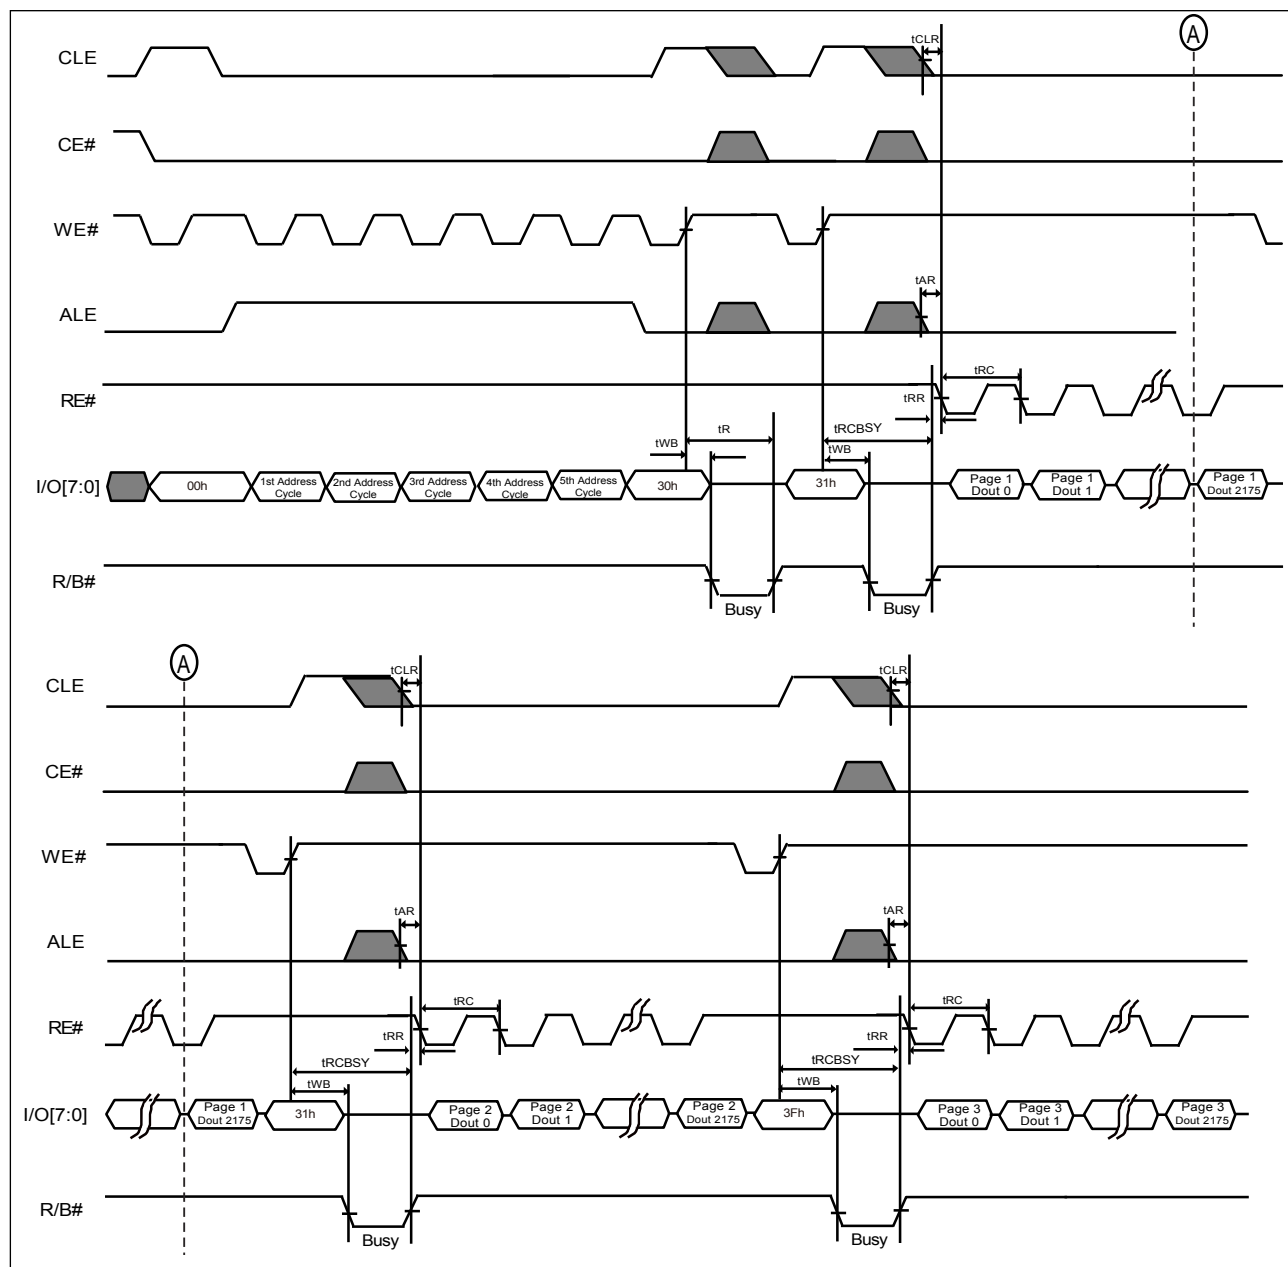 A
CLE
tCLR
CE#
WE#
ALE
tAR
RE#
tRC
tRR
tR
tRCBSY
tWB
tWB
I/O[7:0]
00h
1st Address
Cycle
2nd Address
Cycle
3rd Address
Cycle
4th Address
Cycle
5th Address
Cycle
30h
31h
Page 1
Dout 0
Page 1
Dout 1
Page 1
Dout 2175
R/B#
Busy
Busy
A
CLE
tCLR
tCLR
CE#
WE#
ALE
tAR
tAR
RE#
tRC
tRC
tRR
tRR
tRCBSY
tRCBSY
tWB
tWB
I/O[7:0]
Page 1
Dout 2175
31h
Page 2
Dout 0
Page 2
Dout 1
Page 2
Dout 2175
3Fh
Page 3
Dout 0
Page 3
Dout 1
Page 3
Dout 2175
R/B#
Busy
Busy